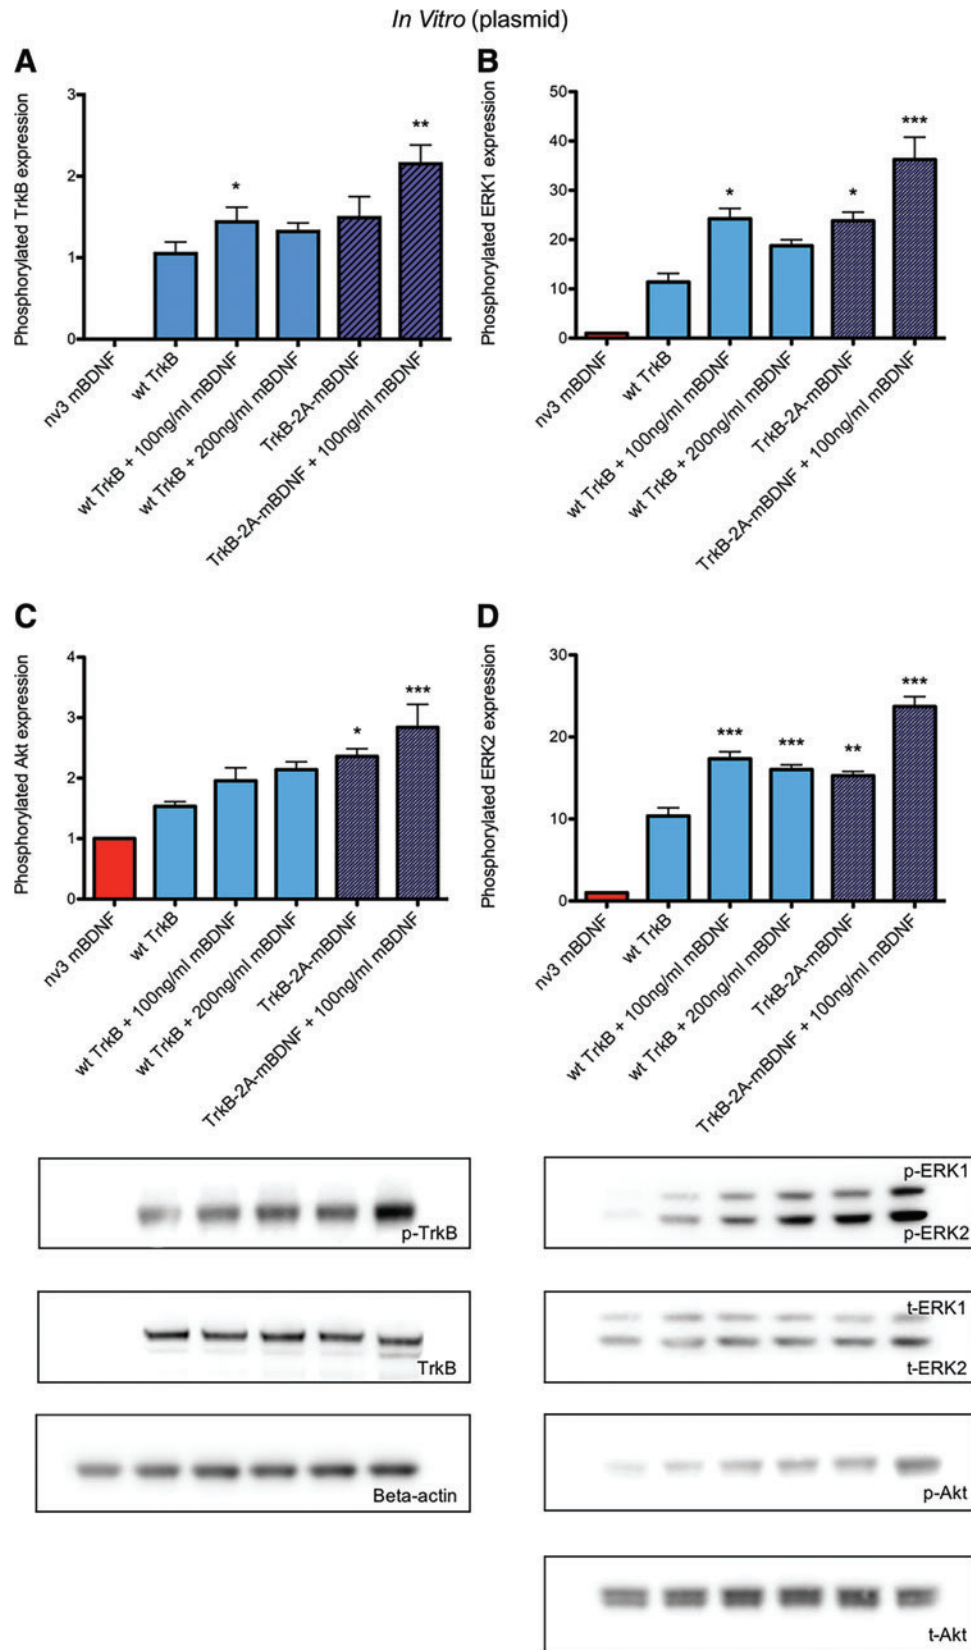 In Vitro (plasmid)
A
Phosphorylated TrkB expression
3
2
1
0
*
**
nv3 mBDNF
wt TrkB
wt TrkB + 100ng/ml mBDNF
wt TrkB + 200ng/ml mBDNF
TrkB-2A-mBDNF
TrkB-2A-mBDNF + 100ng/ml mBDNF
B
Phosphorylated ERK1 expression
50
40
30
20
10
0
*
*
***
nv3 mBDNF
wt TrkB
wt TrkB + 100ng/ml mBDNF
wt TrkB + 200ng/ml mBDNF
TrkB-2A-mBDNF
TrkB-2A-mBDNF + 100ng/ml mBDNF
C
Phosphorylated Akt expression
4
3
2
1
0
*
***
nv3 mBDNF
wt TrkB
wt TrkB + 100ng/ml mBDNF
wt TrkB + 200ng/ml mBDNF
TrkB-2A-mBDNF
TrkB-2A-mBDNF + 100ng/ml mBDNF
D
Phosphorylated ERK2 expression
30
20
10
0
***
***
**
***
nv3 mBDNF
wt TrkB
wt TrkB + 100ng/ml mBDNF
wt TrkB + 200ng/ml mBDNF
TrkB-2A-mBDNF
TrkB-2A-mBDNF + 100ng/ml mBDNF
p-TrkB
TrkB
Beta-actin
p-ERK1
p-ERK2
t-ERK1
t-ERK2
p-Akt
t-Akt